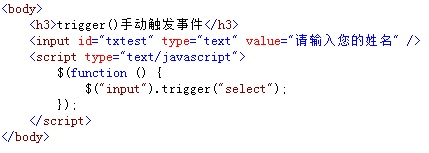 <body>
<h3>trigger()手动触发事件</h3>
<input id="txtest" type="text" value="请输入您的姓名" />
<script type="text/javascript">
$(function () {
$("input").trigger("select");
});
</script>
</body>